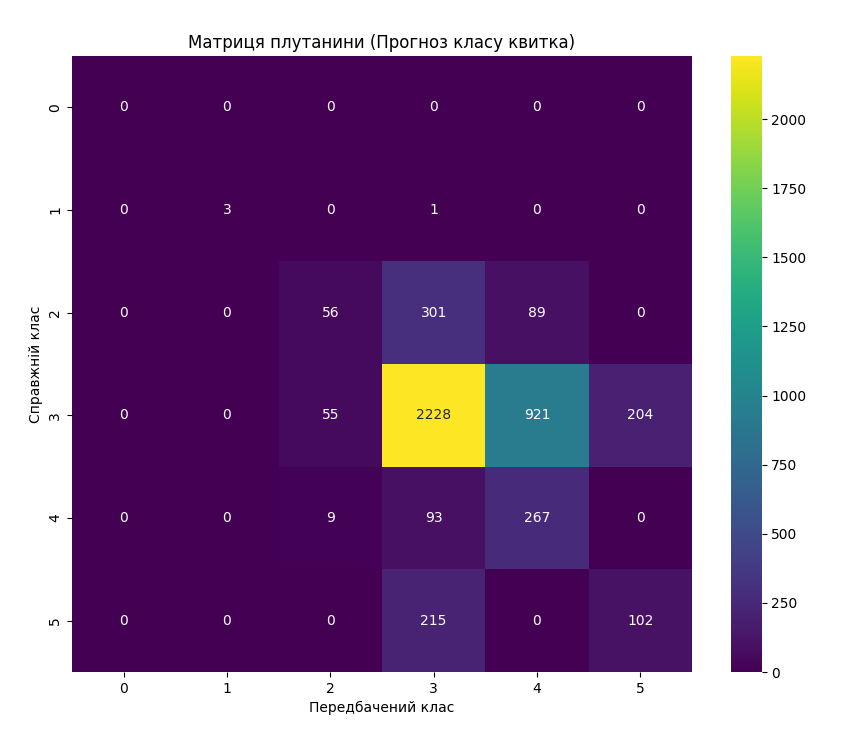 Матриця плутанини (Прогноз класу квитка)
Справжній клас
0 0 0 0 0 0 0
1 0 3 0 1 0 0
2 0 0 56 301 89 0
3 0 0 55 2228 921 204
4 0 0 9 93 267 0
5 0 0 0 215 0 102
0 1 2 3 4 5
Передбачений клас
2000
1750
1500
1250
1000
750
500
250
0